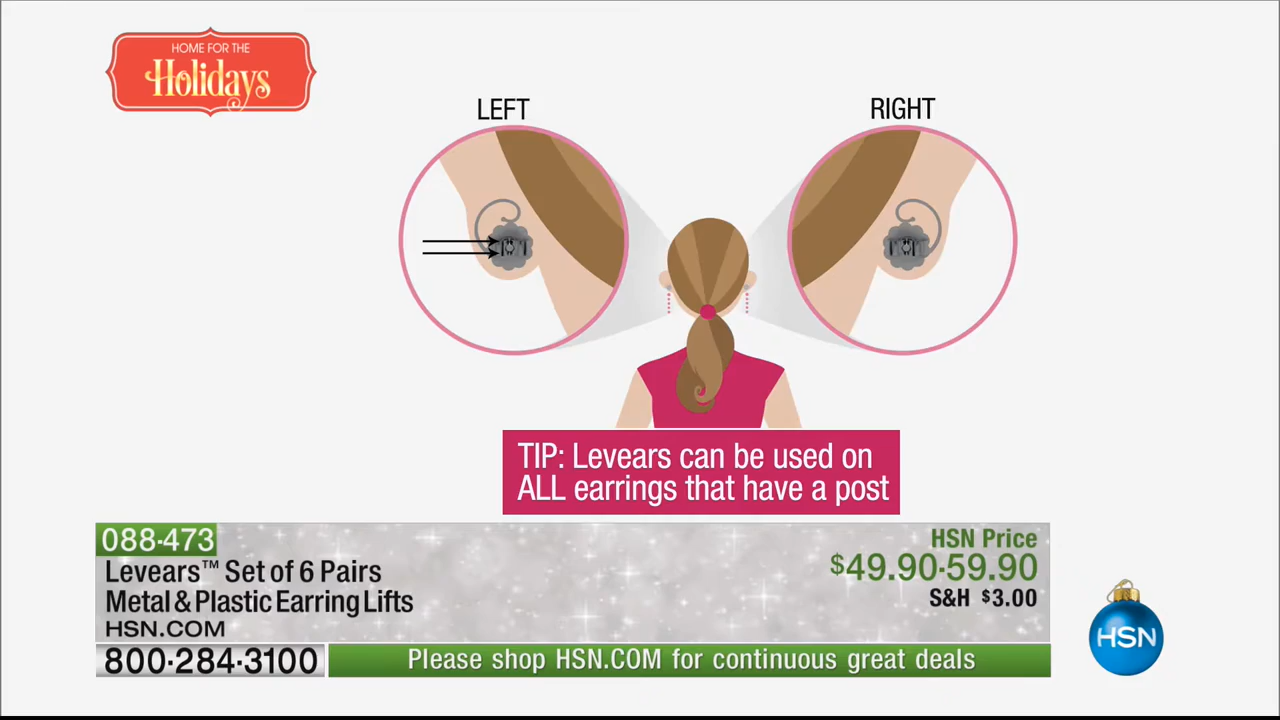 HOME FOR THE
Holidays
LEFT
RIGHT
TIP: Levears can be used on
ALL earrings that have a post
088-473
Levears™ Set of 6 Pairs
Metal & Plastic Earring Lifts
HSN.COM
HSN Price
$49.90-59.90
S&H $3.00
800-284-3100
Please shop HSN.COM for continuous great deals
HSN